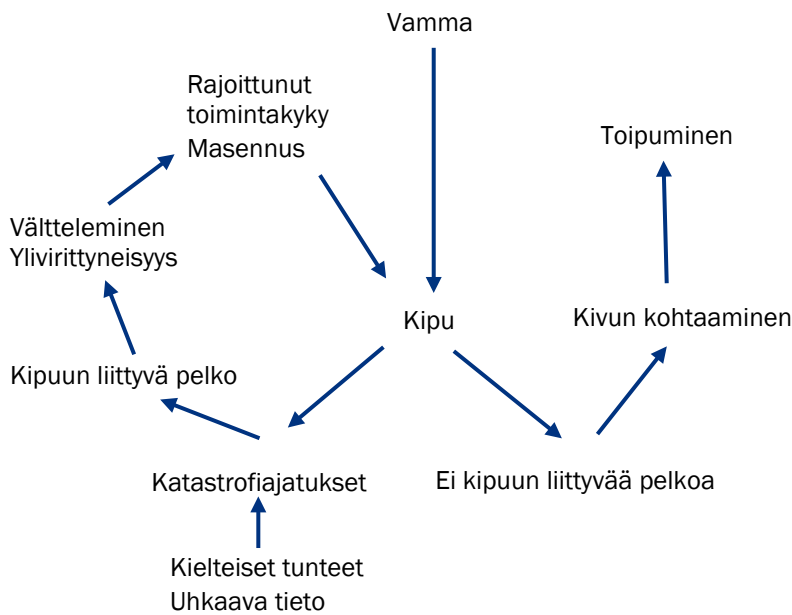 Vamma
Rajoittunut
toimintakyky
Masennus
Toipuminen
Vältteleminen
Ylivirittyneisyys
Kipu
Kivun kohtaaminen
Kipuun liittyvä pelko
Katastrofiajatukset
Ei kipuun liittyvää pelkoa
Kielteiset tunteet
Uhkaava tieto